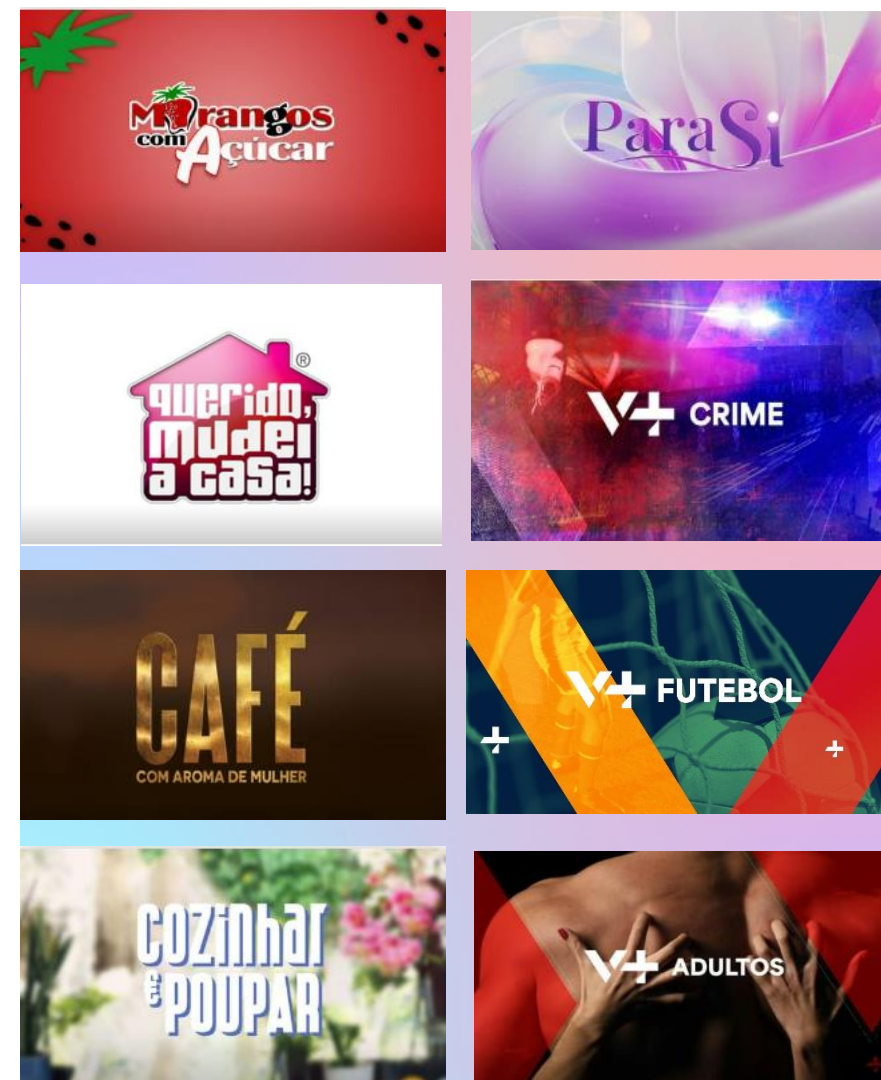 Morangos
com
Açúcar
ParaSi
querido,
mudei
a casa!
®
V+ CRIME
CAFÉ
COM AROMA DE MULHER
V+ FUTEBOL
COZinhar
e POUPAR
V+ ADULTOS